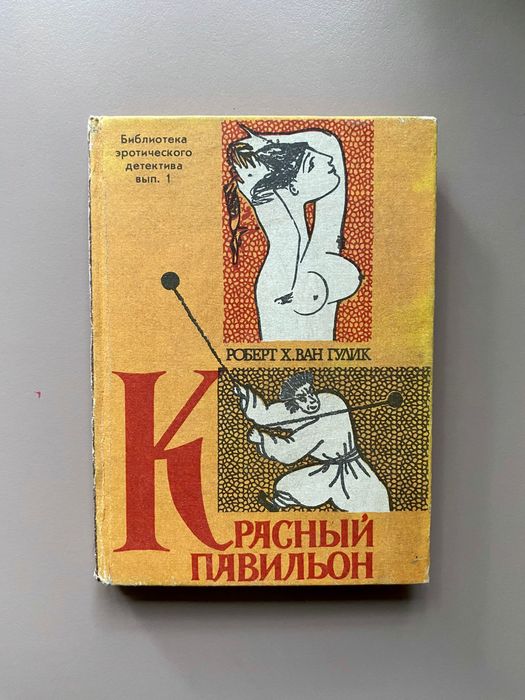 Библиотека
эротического
детектива
вып. 1
РОБЕРТ Х. ВАН ГУЛИК
КРАСНЫЙ
ПАВИЛЬОН